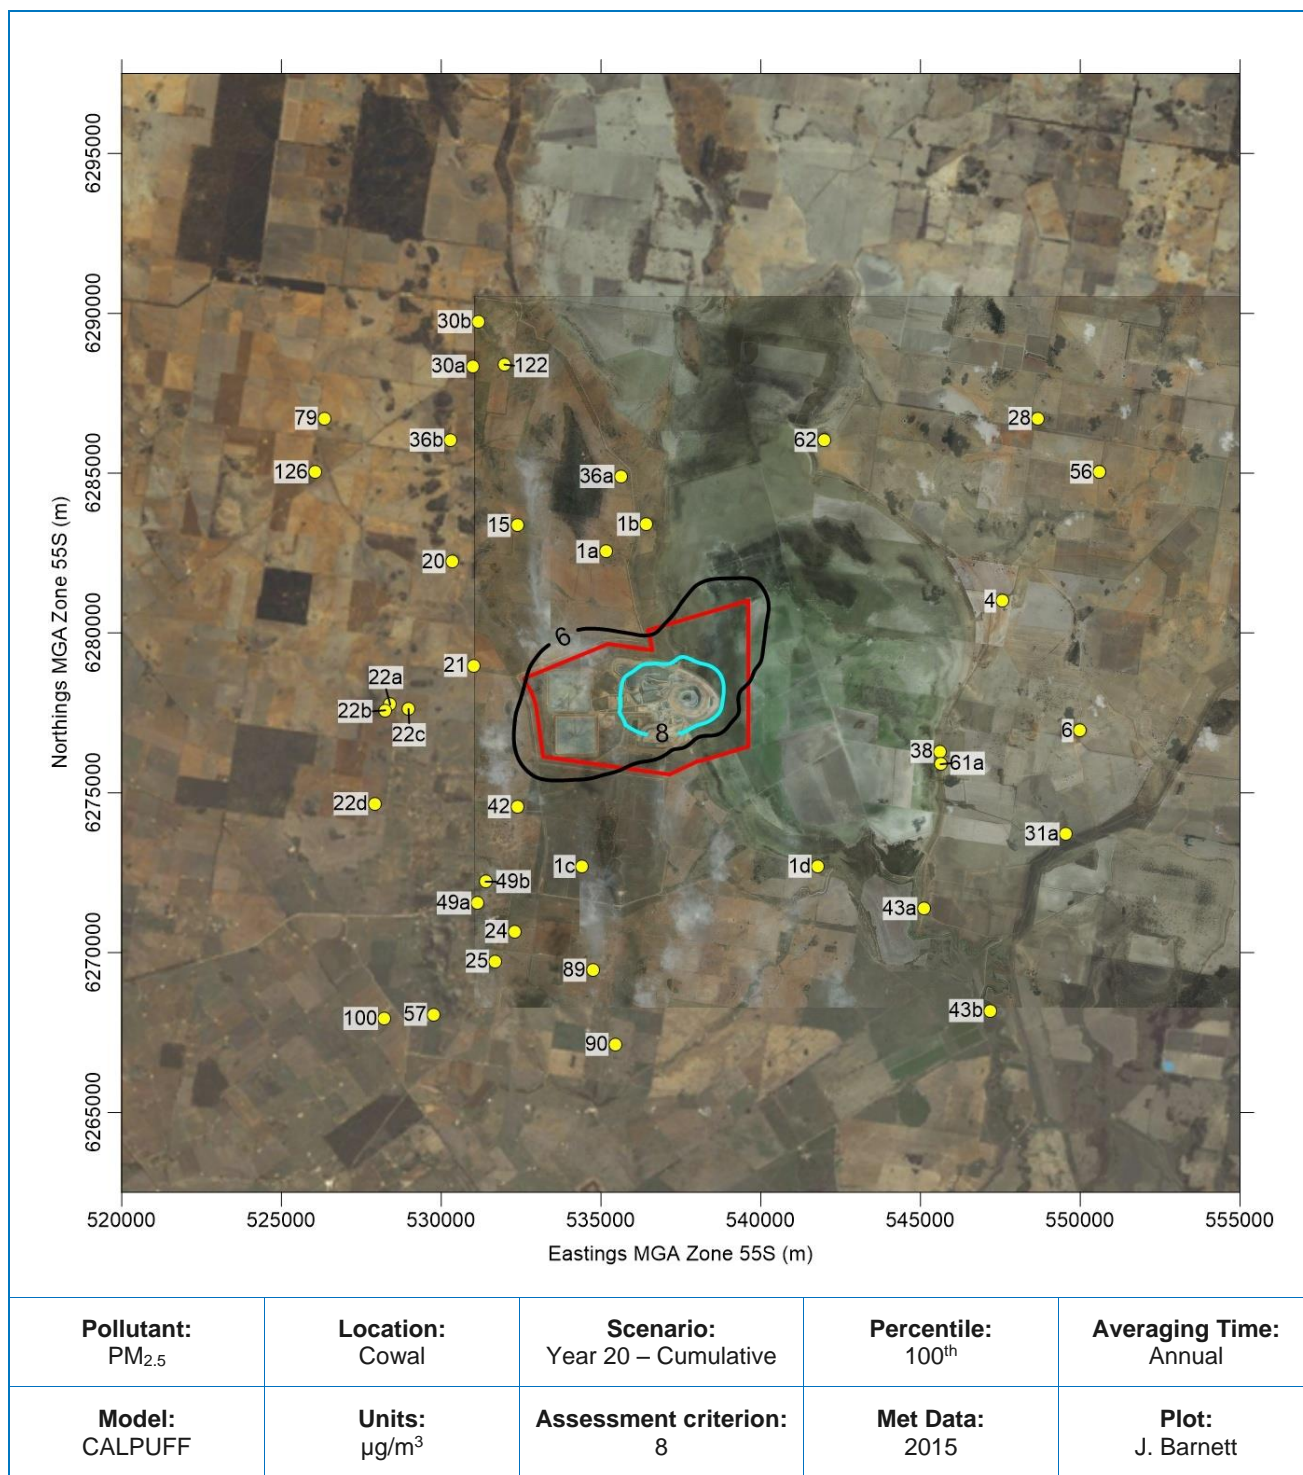 6295000
6290000
6285000
6280000
6275000
6270000
6265000
Northings MGA Zone 55S (m)
30b
30a
122
79
36b
62
28
126
36a
56
15
1b
1a
20
4
6
21
22a
22b
22c
8
6
38
61a
22d
42
31a
1c
1d
49b
49a
43a
24
25
89
43b
100
57
90
520000 525000 530000 535000 540000 545000 550000 555000
Eastings MGA Zone 55S (m)
Pollutant:
PM2.5
Location:
Cowal
Scenario:
Year 20 – Cumulative
Percentile:
100th
Averaging Time:
Annual
Model:
CALPUFF
Units:
µg/m³
Assessment criterion:
8
Met Data:
2015
Plot:
J. Barnett